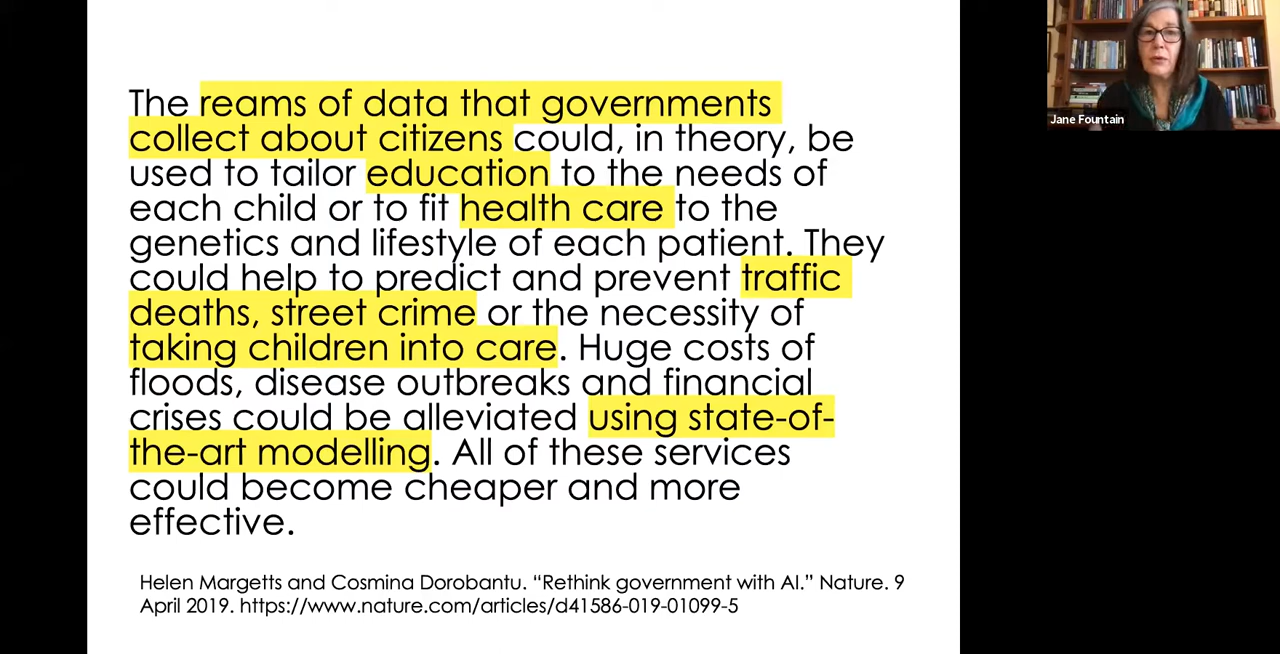 The reams of data that governments
collect about citizens could, in theory, be
used to tailor education to the needs of
each child or to fit health care to the
genetics and lifestyle of each patient. They
could help to predict and prevent traffic
deaths, street crime or the necessity of
taking children into care. Huge costs of
floods, disease outbreaks and financial
crises could be alleviated using state-of-
the-art modelling. All of these services
could become cheaper and more
effective.
Helen Margetts and Cosmina Dorobantu. “Rethink government with AI.” Nature. 9
April 2019. https://www.nature.com/articles/d41586-019-01099-5
Jane Fountain